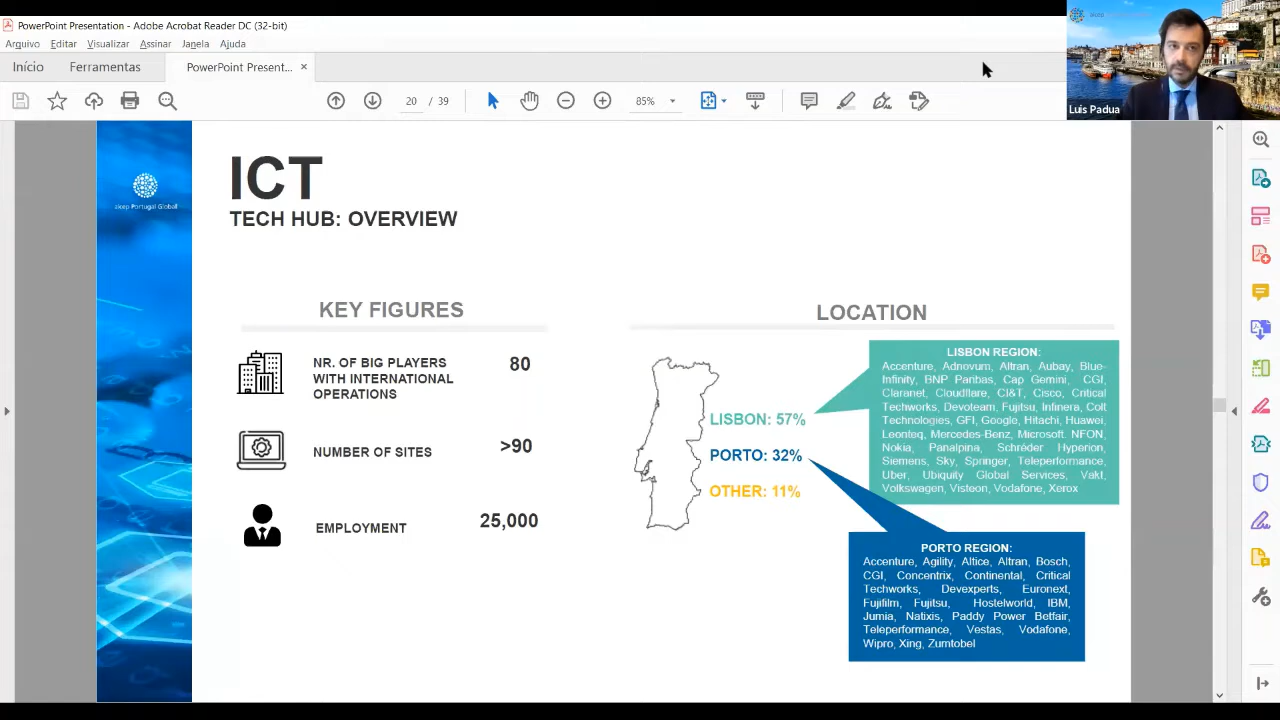 PowerPoint Presentation - Adobe Acrobat Reader DC (32-bit)
Arquivo Editar Visualizar Assinar Janela Ajuda
Início Ferramentas PowerPoint Present... ×
20 / 39 85%
Luis Padua
aicep Portugal Global
ICT
TECH HUB: OVERVIEW
KEY FIGURES
NR. OF BIG PLAYERS
WITH INTERNATIONAL
OPERATIONS
80
NUMBER OF SITES
>90
EMPLOYMENT
25,000
LOCATION
LISBON: 57%
PORTO: 32%
OTHER: 11%
LISBON REGION:
Accenture, Adnovum, Altran, Aubay, Blue-
Infinity, BNP Paribas, Cap Gemini, CGI,
Claranet, Cloudflare, CI&T, Cisco, Critical
Techworks, Devoteam, Fujitsu, Infinera, Colt
Technologies, GFI, Google, Hitachi, Huawei,
Leonteq, Mercedes-Benz, Microsoft, NFON,
Nokia, Panalpina, Schréder Hyperion,
Siemens, Sky, Springer, Teleperformance,
Uber, Ubiquity Global Services, Vakt,
Volkswagen, Visteon, Vodafone, Xerox
PORTO REGION:
Accenture, Agility, Altice, Altran, Bosch,
CGI, Concentrix, Continental, Critical
Techworks, Devexperts, Euronext,
Fujifilm, Fujitsu, Hostelworld, IBM,
Jumia, Natixis, Paddy Power Betfair,
Teleperformance, Vestas, Vodafone,
Wipro, Xing, Zumtobel